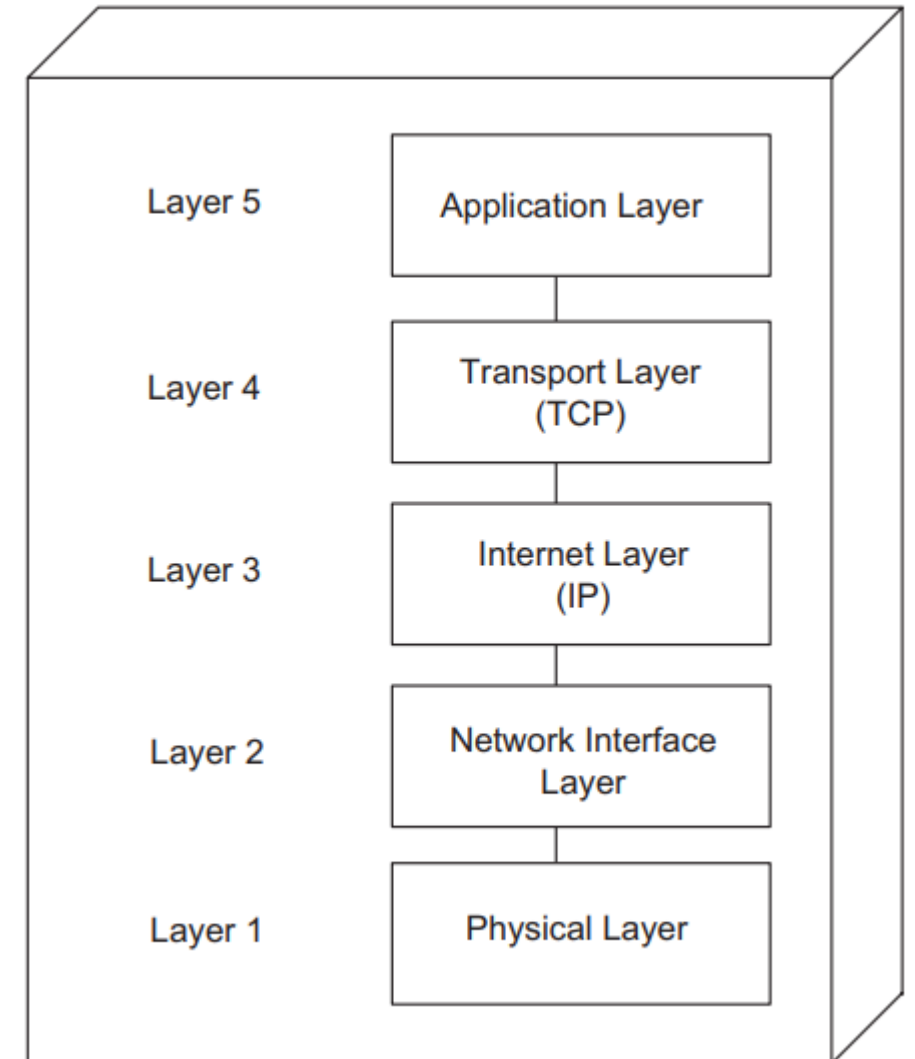 Layer 5
Application Layer
Layer 4
Transport Layer
(TCP)
Layer 3
Internet Layer
(IP)
Layer 2
Network Interface
Layer
Layer 1
Physical Layer